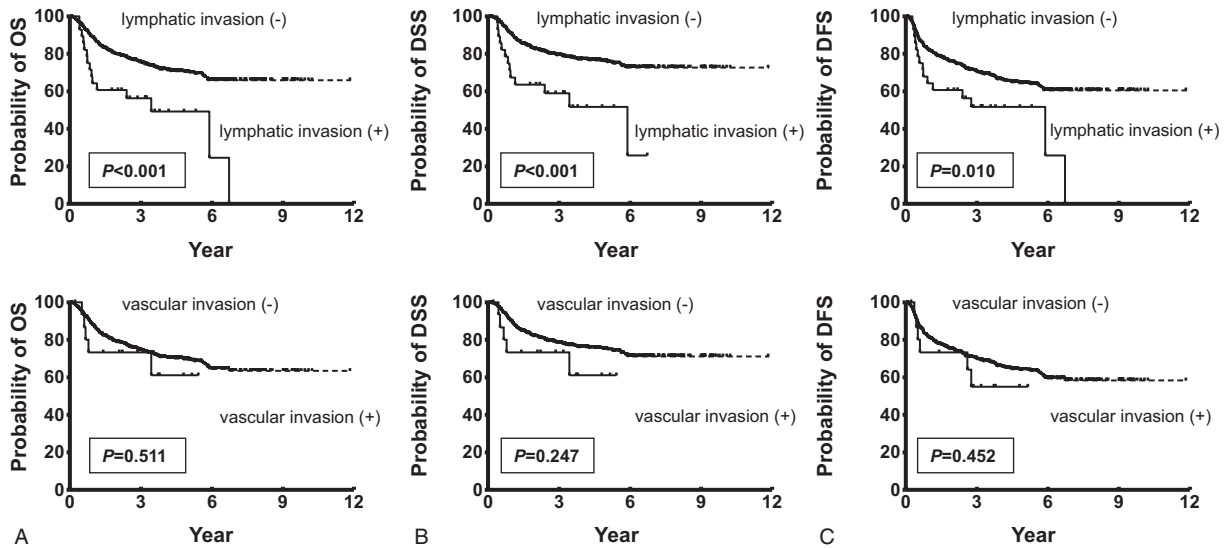 lymphatic invasion (-)
Probability of OS
100
80
60
40
20
0
lymphatic invasion (+)
P<0.001
0 3 6 9 12
Year
lymphatic invasion (-)
Probability of DSS
100
80
60
40
20
0
lymphatic invasion (+)
P<0.001
0 3 6 9 12
Year
lymphatic invasion (-)
Probability of DFS
100
80
60
40
20
0
lymphatic invasion (+)
P=0.010
0 3 6 9 12
Year
vascular invasion (-)
Probability of OS
100
80
60
40
20
0
vascular invasion (+)
P=0.511
0 3 6 9 12
Year
A
vascular invasion (-)
Probability of DSS
100
80
60
40
20
0
vascular invasion (+)
P=0.247
0 3 6 9 12
Year
B
vascular invasion (-)
Probability of DFS
100
80
60
40
20
0
vascular invasion (+)
P=0.452
0 3 6 9 12
Year
C